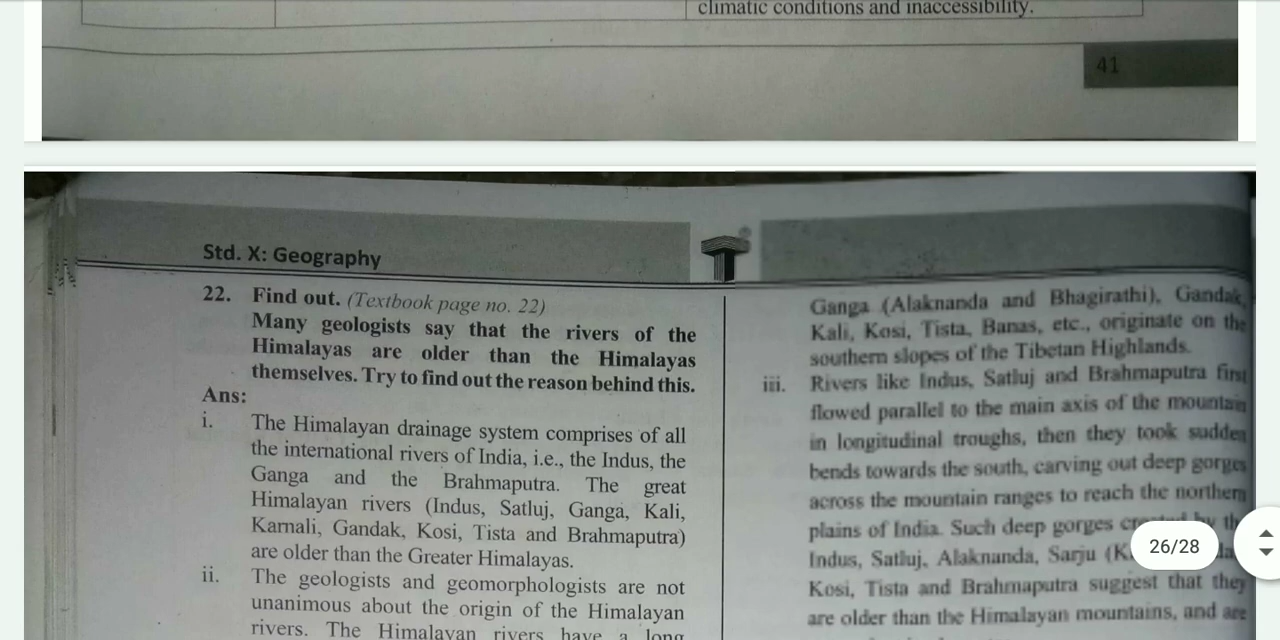 climatic conditions and inaccessibility.
41
Std. X: Geography
22. Find out. (Textbook page no. 22)
Many geologists say that the rivers of the
Himalayas are older than the Himalayas
themselves. Try to find out the reason behind this.
Ans:
i. The Himalayan drainage system comprises of all
the international rivers of India, i.e., the Indus, the
Ganga and the Brahmaputra. The great
Himalayan rivers (Indus, Satluj, Ganga, Kali,
Karnali, Gandak, Kosi, Tista and Brahmaputra)
are older than the Greater Himalayas.
ii. The geologists and geomorphologists are not
unanimous about the origin of the Himalayan
rivers. The Himalayan rivers have a long
Ganga (Alaknanda and Bhagirathi), Gandak,
Kali, Kosi, Tista, Banas, etc., originate on the
southern slopes of the Tibetan Highlands.
iii. Rivers like Indus, Satluj and Brahmaputra first
flowed parallel to the main axis of the mountain
in longitudinal troughs, then they took sudden
bends towards the south, carving out deep gorges
across the mountain ranges to reach the northern
plains of India. Such deep gorges by
Indus, Satluj, Alaknanda, Sarju
Kosi, Tista and Brahmaputra suggest that they
are older than the Himalayan mountains, and are
26/28